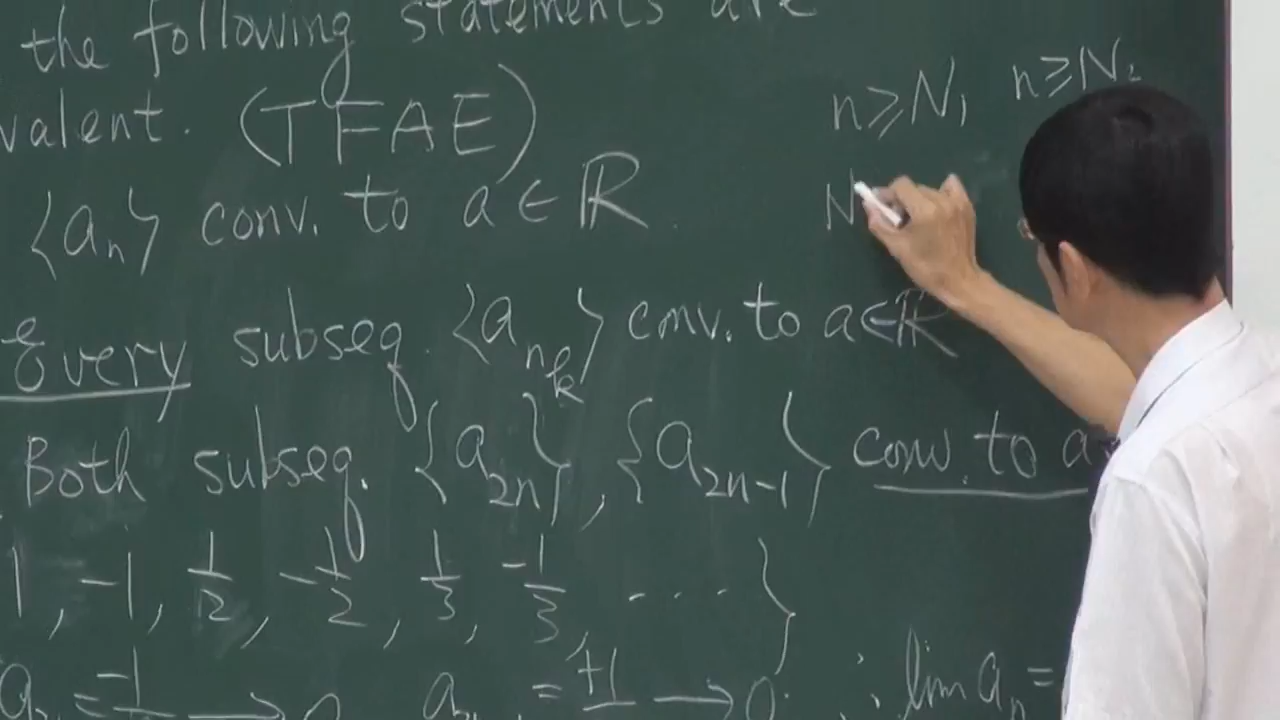 the following statements are
valent. (TFAE) n ≥ N₁ n ≥ N₂
⟨aₙ⟩ conv. to a ∈ ℝ. N
Every subseq. ⟨a_{n_k}⟩ conv. to a ∈ ℝ
Both subseq. {a_{2n}}, {a_{2n-1}} conv. to a
1, -1, 1/2, -1/2, 1/3, -1/3, ....}
= -1 → 0 = +1 → 0. ∴ lim aₙ =